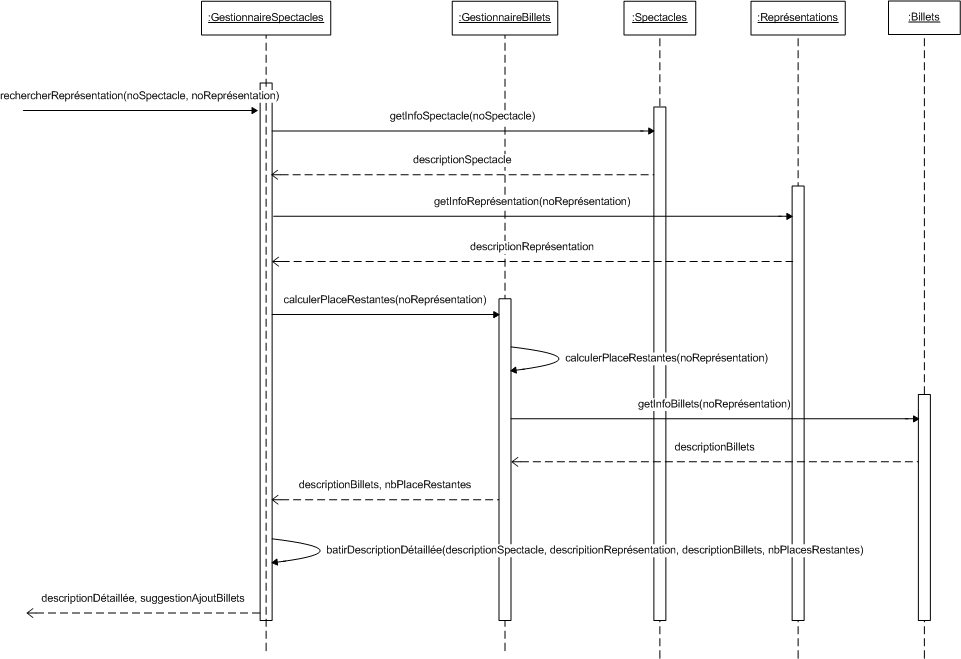 :GestionnaireSpectacles
:GestionnaireBillets
:Spectacles
:Représentations
:Billets
rechercherReprésentation(noSpectacle, noReprésentation)
getInfoSpectacle(noSpectacle)
descriptionSpectacle
getInfoReprésentation(noReprésentation)
descriptionReprésentation
calculerPlaceRestantes(noReprésentation)
calculerPlaceRestantes(noReprésentation)
getInfoBillets(noReprésentation)
descriptionBillets
descriptionBillets, nbPlaceRestantes
batirDescriptionDétaillée(descriptionSpectacle, descripitionReprésentation, descriptionBillets, nbPlacesRestantes)
descriptionDétaillée, suggestionAjoutBillets